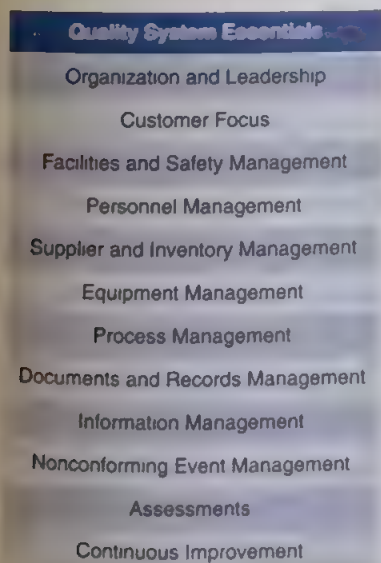 Quality System Essentials
Organization and Leadership
Customer Focus
Facilities and Safety Management
Personnel Management
Supplier and Inventory Management
Equipment Management
Process Management
Documents and Records Management
Information Management
Nonconforming Event Management
Assessments
Continuous Improvement